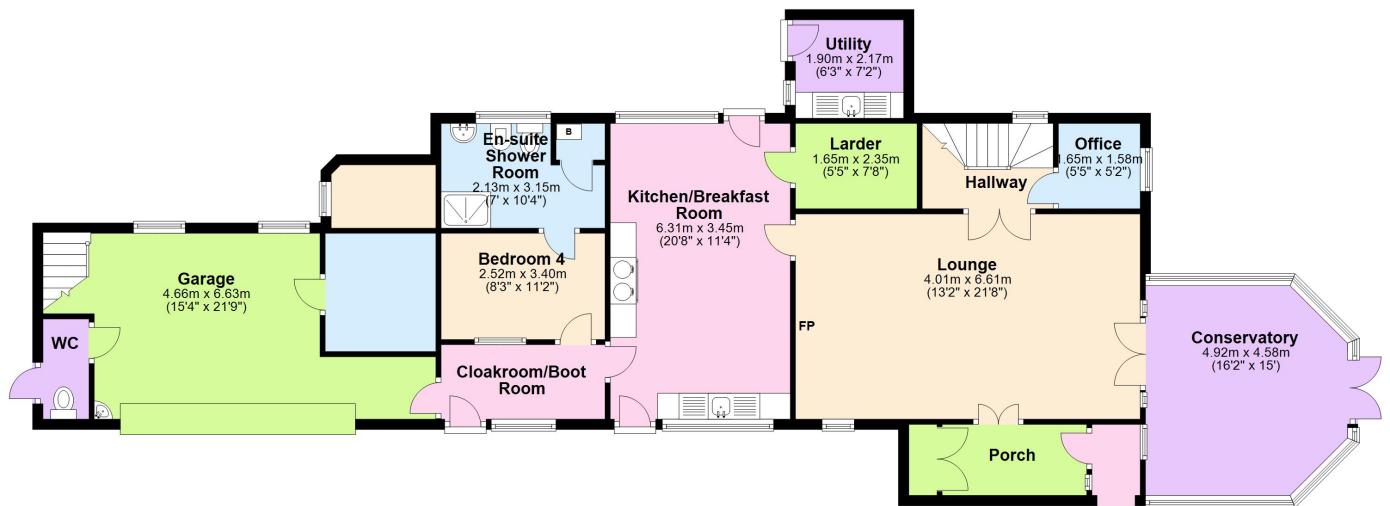 Utility
1.90m x 2.17m
(6'3" x 7'2")
En-suite
Shower
Room
2.13m x 3.15m
(7' x 10'4")
B
Kitchen/Breakfast
Room
6.31m x 3.45m
(20'8" x 11'4")
Larder
1.65m x 2.35m
(5'5" x 7'8")
Hallway
Office
1.65m x 1.58m
(5'5" x 5'2")
Garage
4.66m x 6.63m
(15'4" x 21'9")
Bedroom 4
2.52m x 3.40m
(8'3" x 11'2")
Lounge
4.01m x 6.61m
(13'2" x 21'8")
FP
WC
Cloakroom/Boot
Room
Conservatory
4.92m x 4.58m
(16'2" x 15')
Porch